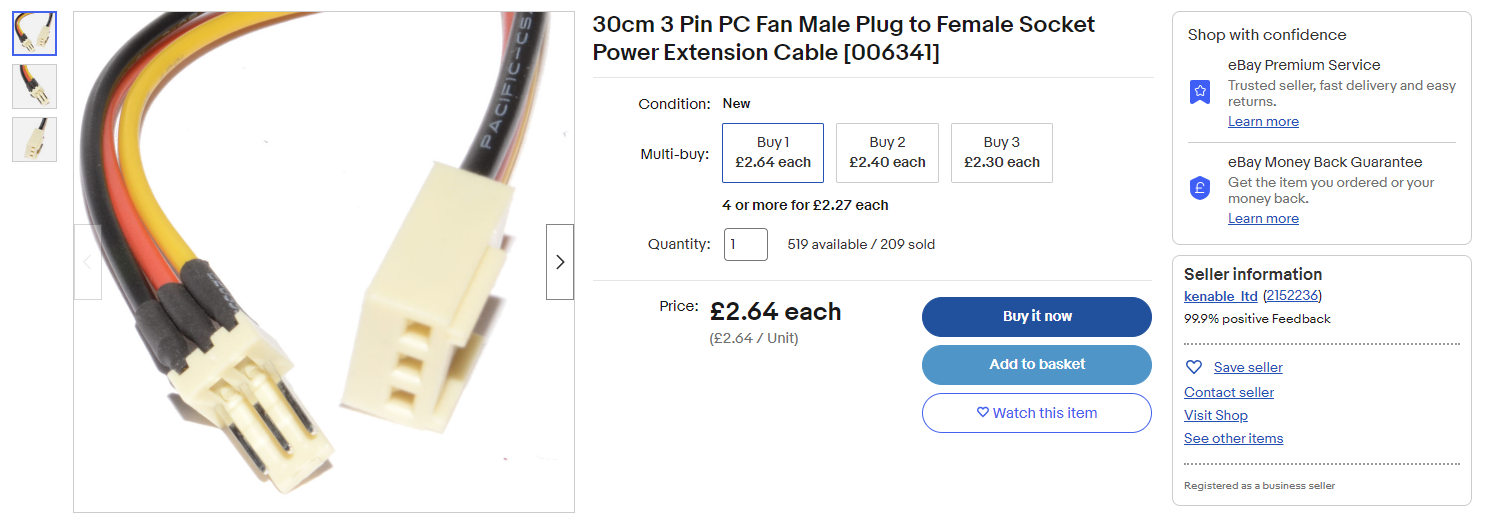 PACIFIC-CS
30cm 3 Pin PC Fan Male Plug to Female Socket
Power Extension Cable [006341]
Condition: New
Multi-buy:
Buy 1
£2.64 each
Buy 2
£2.40 each
Buy 3
£2.30 each
4 or more for £2.27 each
Quantity: 1 519 available / 209 sold
Price: £2.64 each
(£2.64 / Unit)
Buy it now
Add to basket
Watch this item
Shop with confidence
eBay Premium Service
Trusted seller, fast delivery and easy
returns.
Learn more
eBay Money Back Guarantee
Get the item you ordered or your
money back.
Learn more
Seller information
kenable_ltd (2152236)
99.9% positive Feedback
Save seller
Contact seller
Visit Shop
See other items
Registered as a business seller